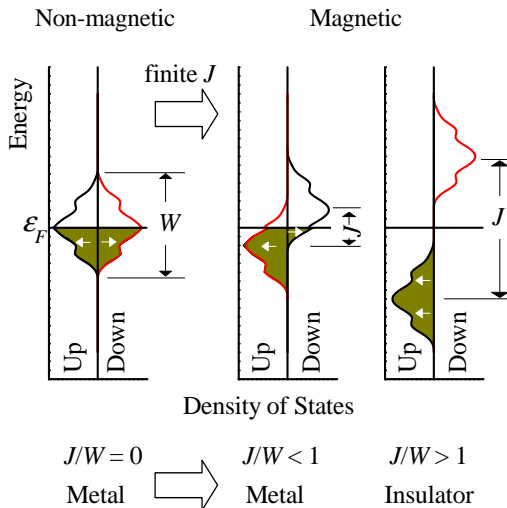 Non-magnetic
Magnetic
finite J
Energy
ε_F
W
J
J
Up
Down
Up
Down
Up
Down
Density of States
J/W = 0
J/W < 1
J/W > 1
Metal
Metal
Insulator